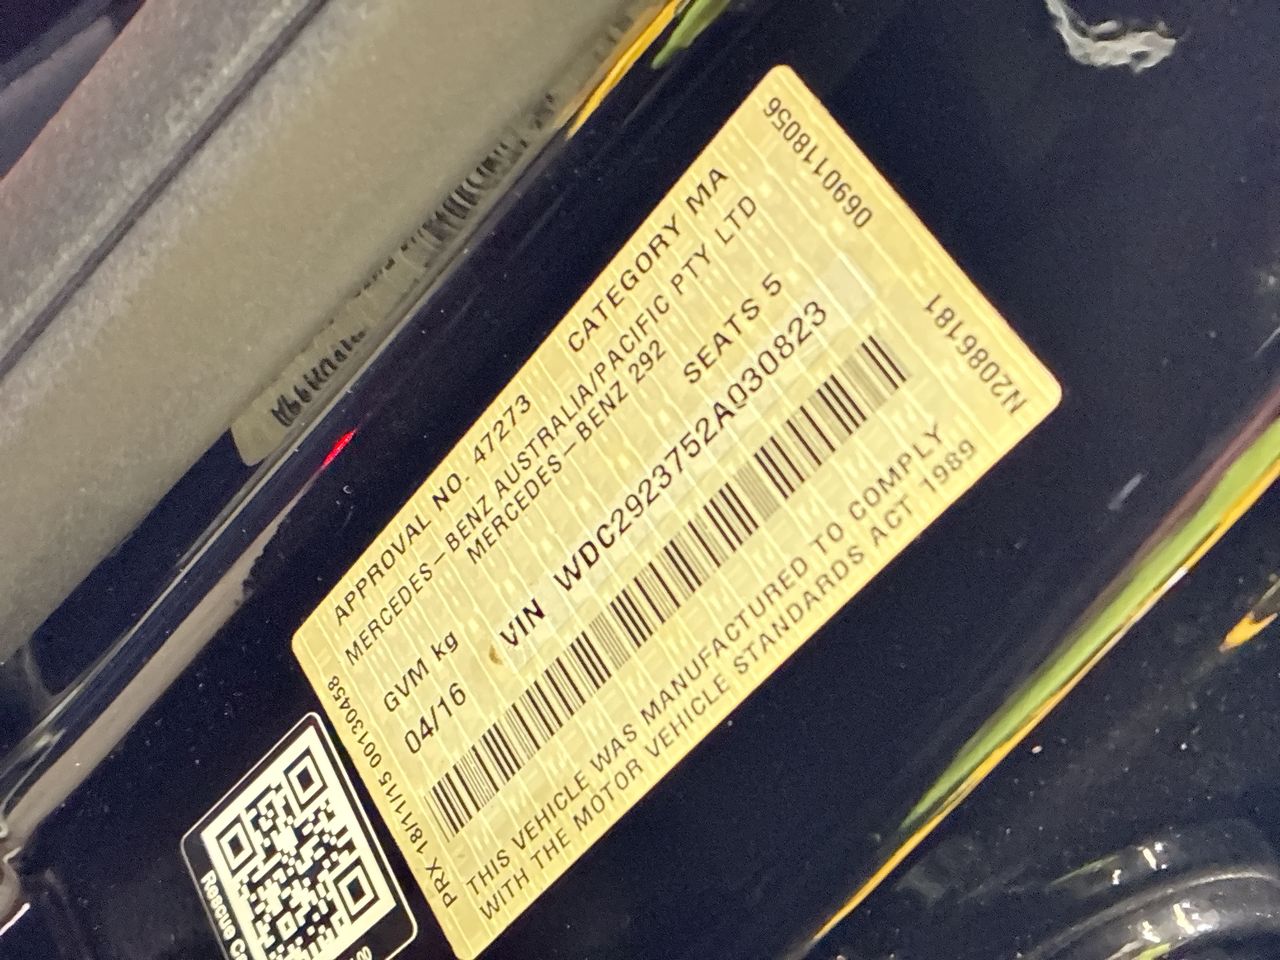 APPROVAL NO. 47273 CATEGORY MA
MERCEDES-BENZ AUSTRALIA/PACIFIC PTY LTD
MERCEDES-BENZ 292
GVM kg SEATS 5
04/16 VIN WDC2923752A030823
THIS VEHICLE WAS MANUFACTURED TO COMPLY
WITH THE MOTOR VEHICLE STANDARDS ACT 1989
PRX 18/11/15 0013458
0690118056
N2086181
Rescue